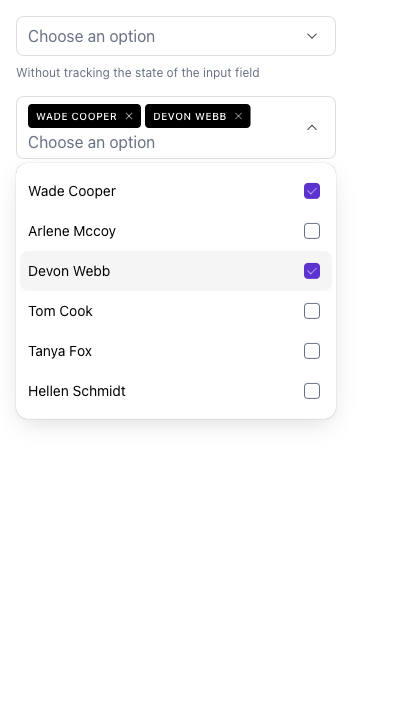 Choose an option
Without tracking the state of the input field
WADE COOPER DEVON WEBB
Choose an option
Wade Cooper
Arlene Mccoy
Devon Webb
Tom Cook
Tanya Fox
Hellen Schmidt